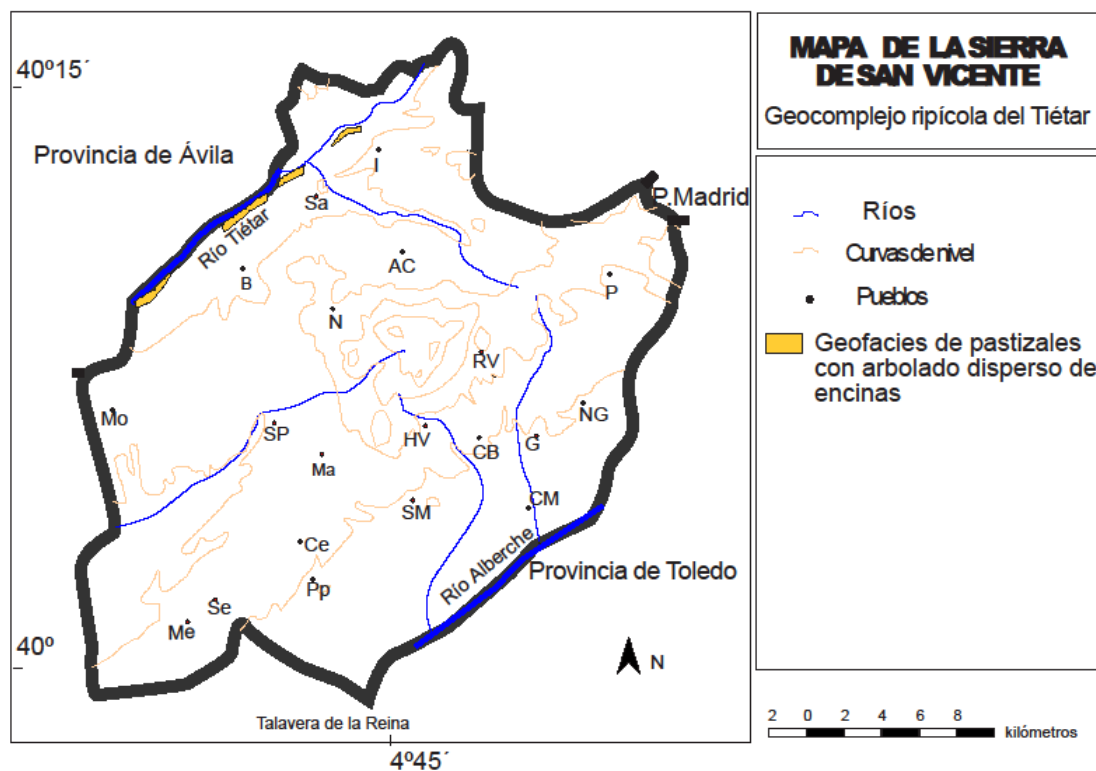 MAPA DE LA SIERRA
DE SAN VICENTE
Geocomplejo ripícola del Tiétar
40º15´
Provincia de Ávila
P.Madrid
I
Sa
Río Tiétar
B
AC
P
N
RV
Mo
SP
HV
CB
G
NG
Ma
SM
CM
Ce
Pp
Río Alberche
Provincia de Toledo
Se
Me
40º
N
Talavera de la Reina
4º45´
Ríos
Curvas de nivel
Pueblos
Geofacies de pastizales
con arbolado disperso de
encinas
2 0 2 4 6 8
kilómetros